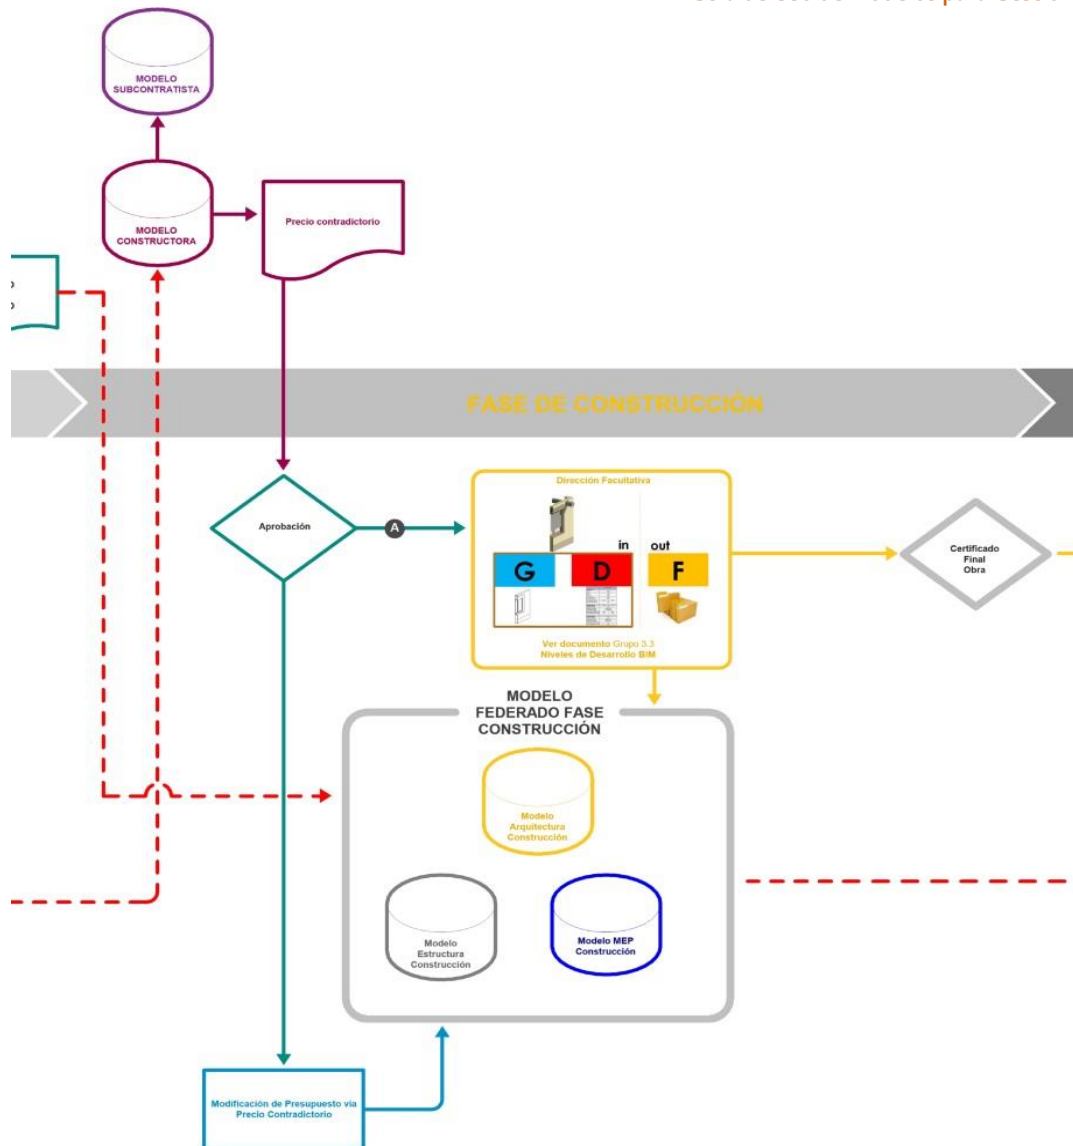 MODELO
SUBCONTRATISTA
MODELO
CONSTRUCTORA
Precio contradictorio
FASE DE CONSTRUCCIÓN
Aprobación
A
Dirección Facultativa
in out
G D F
Ver documento Grupo 3.3
Niveles de Desarrollo BIM
Certificado
Final
Obra
MODELO
FEDERADO FASE
CONSTRUCCIÓN
Modelo
Arquitectura
Construcción
Modelo
Estructura
Construcción
Modelo MEP
Construcción
Modificación de Presupuesto vía
Precio Contradictorio